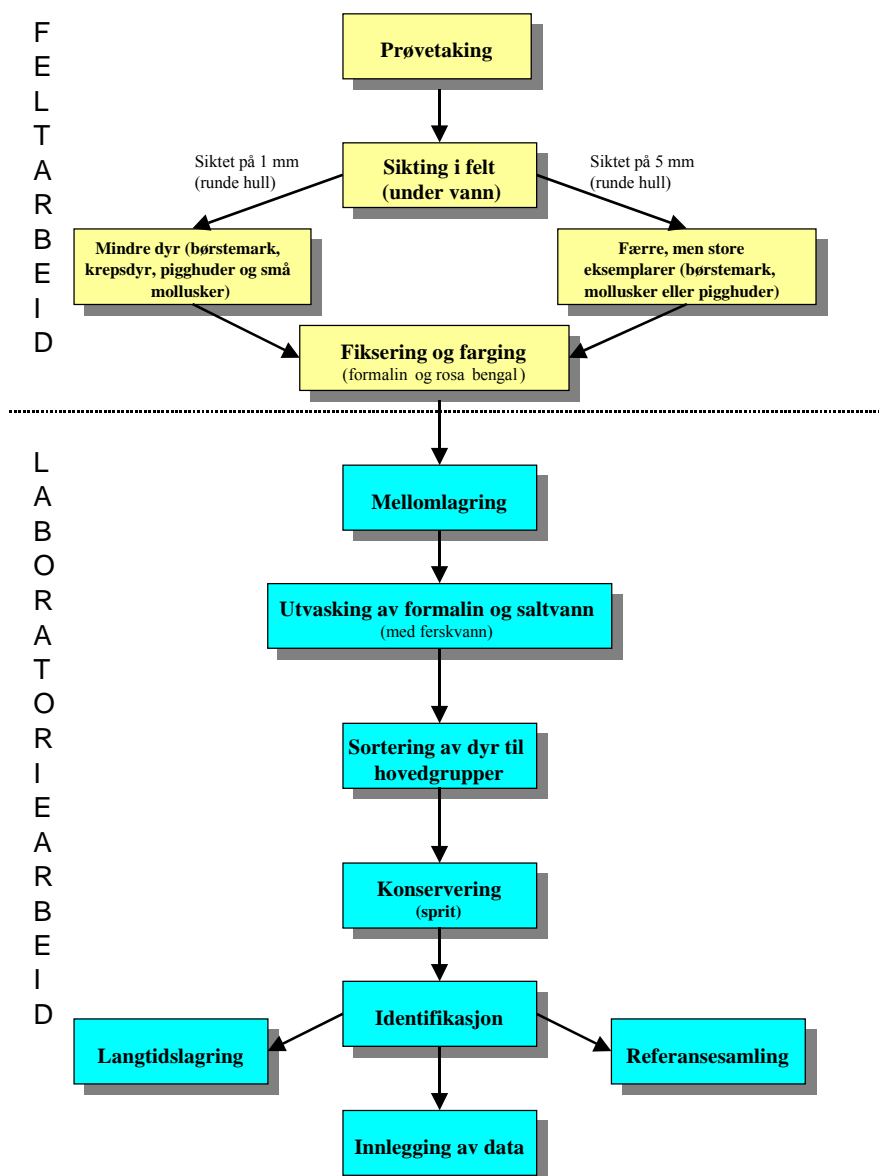 FELTARBEID
Prøvetaking
Siktet på 1 mm
(runde hull)
Sikting i felt
(under vann)
Siktet på 5 mm
(runde hull)
Mindre dyr (børstemark,
krepsdyr, pigghuder og små
mollusker)
Færre, men store
eksemplarer (børstemark,
mollusker eller pigghuder)
Fiksering og farging
(formalin og rosa bengal)
LABORATORIEARBEID
Mellomlagring
Utvasking av formalin og saltvann
(med ferskvann)
Sortering av dyr til
hovedgrupper
Konservering
(sprit)
Identifikasjon
Langtidslagring
Referansesamling
Innlegging av data